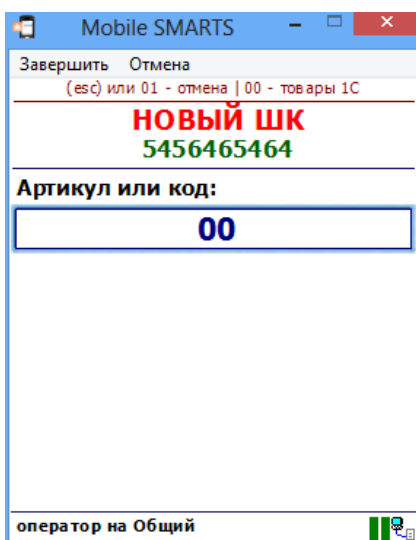 Mobile SMARTS
Завершить Отмена
(esc) или 01 - отмена | 00 - товары 1С
НОВЫЙ ШК
5456465464
Артикул или код:
00
оператор на Общий